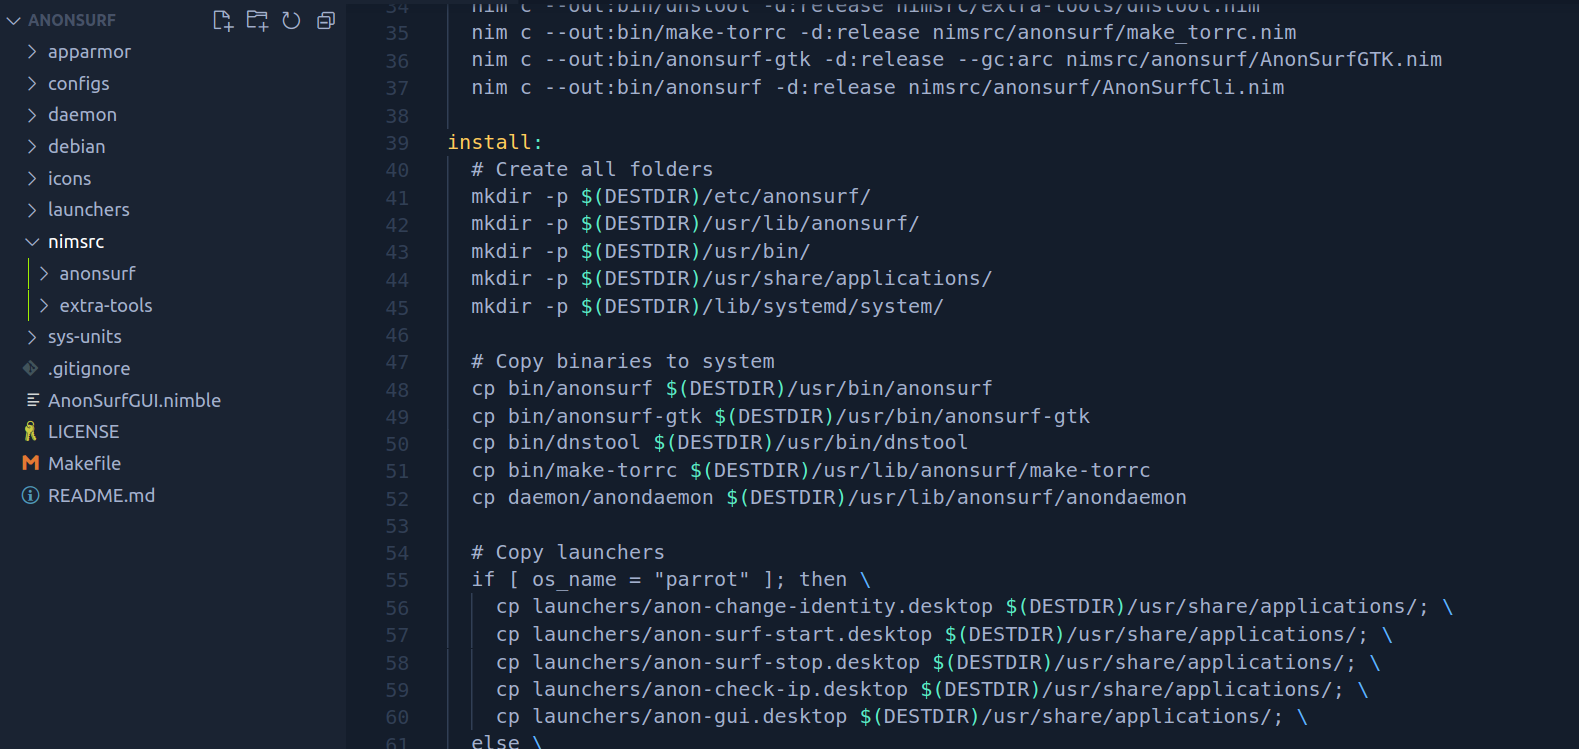 ANONSURF
apparmor
configs
daemon
debian
icons
launchers
nimsrc
anonsurf
extra-tools
sys-units
.gitignore
AnonSurfGUI.nimble
LICENSE
Makefile
README.md
34 nim c --out:bin/dnstool -d:release nimsrc/extra-tools/dnstool.nim
35 nim c --out:bin/make-torrc -d:release nimsrc/anonsurf/make_torrc.nim
36 nim c --out:bin/anonsurf-gtk -d:release --gc:arc nimsrc/anonsurf/AnonSurfGTK.nim
37 nim c --out:bin/anonsurf -d:release nimsrc/anonsurf/AnonSurfCli.nim
38
39 install:
40 # Create all folders
41 mkdir -p $(DESTDIR)/etc/anonsurf/
42 mkdir -p $(DESTDIR)/usr/lib/anonsurf/
43 mkdir -p $(DESTDIR)/usr/bin/
44 mkdir -p $(DESTDIR)/usr/share/applications/
45 mkdir -p $(DESTDIR)/lib/systemd/system/
46
47 # Copy binaries to system
48 cp bin/anonsurf $(DESTDIR)/usr/bin/anonsurf
49 cp bin/anonsurf-gtk $(DESTDIR)/usr/bin/anonsurf-gtk
50 cp bin/dnstool $(DESTDIR)/usr/bin/dnstool
51 cp bin/make-torrc $(DESTDIR)/usr/lib/anonsurf/make-torrc
52 cp daemon/anondaemon $(DESTDIR)/usr/lib/anonsurf/anondaemon
53
54 # Copy launchers
55 if [ os_name = "parrot" ]; then \
56 cp launchers/anon-change-identity.desktop $(DESTDIR)/usr/share/applications/; \
57 cp launchers/anon-surf-start.desktop $(DESTDIR)/usr/share/applications/; \
58 cp launchers/anon-surf-stop.desktop $(DESTDIR)/usr/share/applications/; \
59 cp launchers/anon-check-ip.desktop $(DESTDIR)/usr/share/applications/; \
60 cp launchers/anon-gui.desktop $(DESTDIR)/usr/share/applications/; \
61 else \